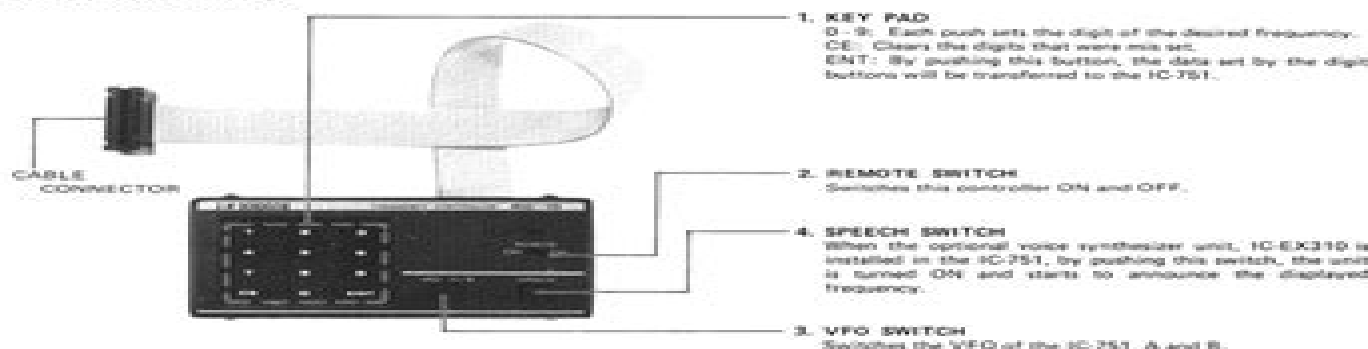 1. KEY PAD
0 - 9: Each push sets the digit of the desired frequency.
CE: Clears the digits that were mis set.
ENT: By pushing this button, the data set by the digit
buttons will be transferred to the IC-751.
CABLE
CONNECTOR
2. REMOTE SWITCH
Switches this controller ON and OFF.
4. SPEECH SWITCH
When the optional voice synthesizer unit, IC-EX310 is
installed in the IC-751, by pushing this switch, the unit
is turned ON and starts to announce the displayed
frequency.
3. VFO SWITCH
Switches the VFO of the IC-751, A and B.